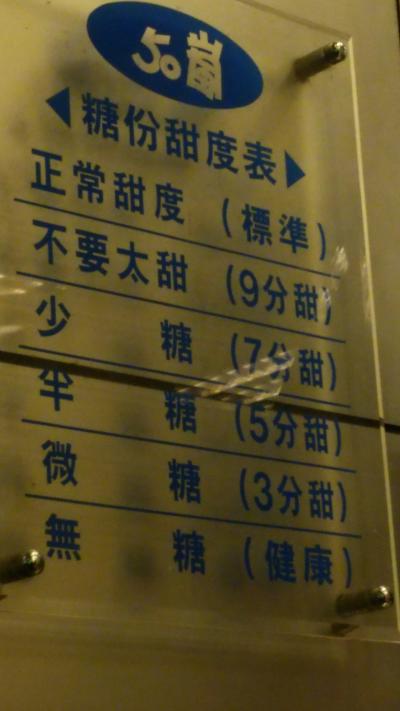 50嵐
糖份甜度表
正常甜度 (標準)
不要太甜 (9分甜)
少糖 (7分甜)
半糖 (5分甜)
微糖 (3分甜)
無糖 (健康)